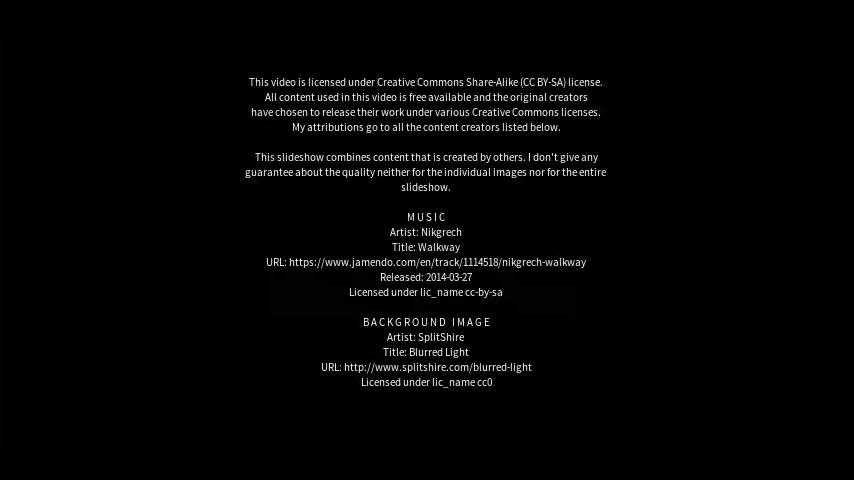 This video is licensed under Creative Commons Share-Alike (CC BY-SA) license.
All content used in this video is free available and the original creators
have chosen to release their work under various Creative Commons licenses.
My attributions go to all the content creators listed below.
This slideshow combines content that is created by others. I don't give any
guarantee about the quality neither for the individual images nor for the entire
slideshow.
MUSIC
Artist: Nikgrech
Title: Walkway
URL: https://www.jamendo.com/en/track/1114518/nikgrech-walkway
Released: 2014-03-27
Licensed under lic_name cc-by-sa
BACKGROUND IMAGE
Artist: SplitShire
Title: Blurred Light
URL: http://www.splitshire.com/blurred-light
Licensed under lic_name cc0